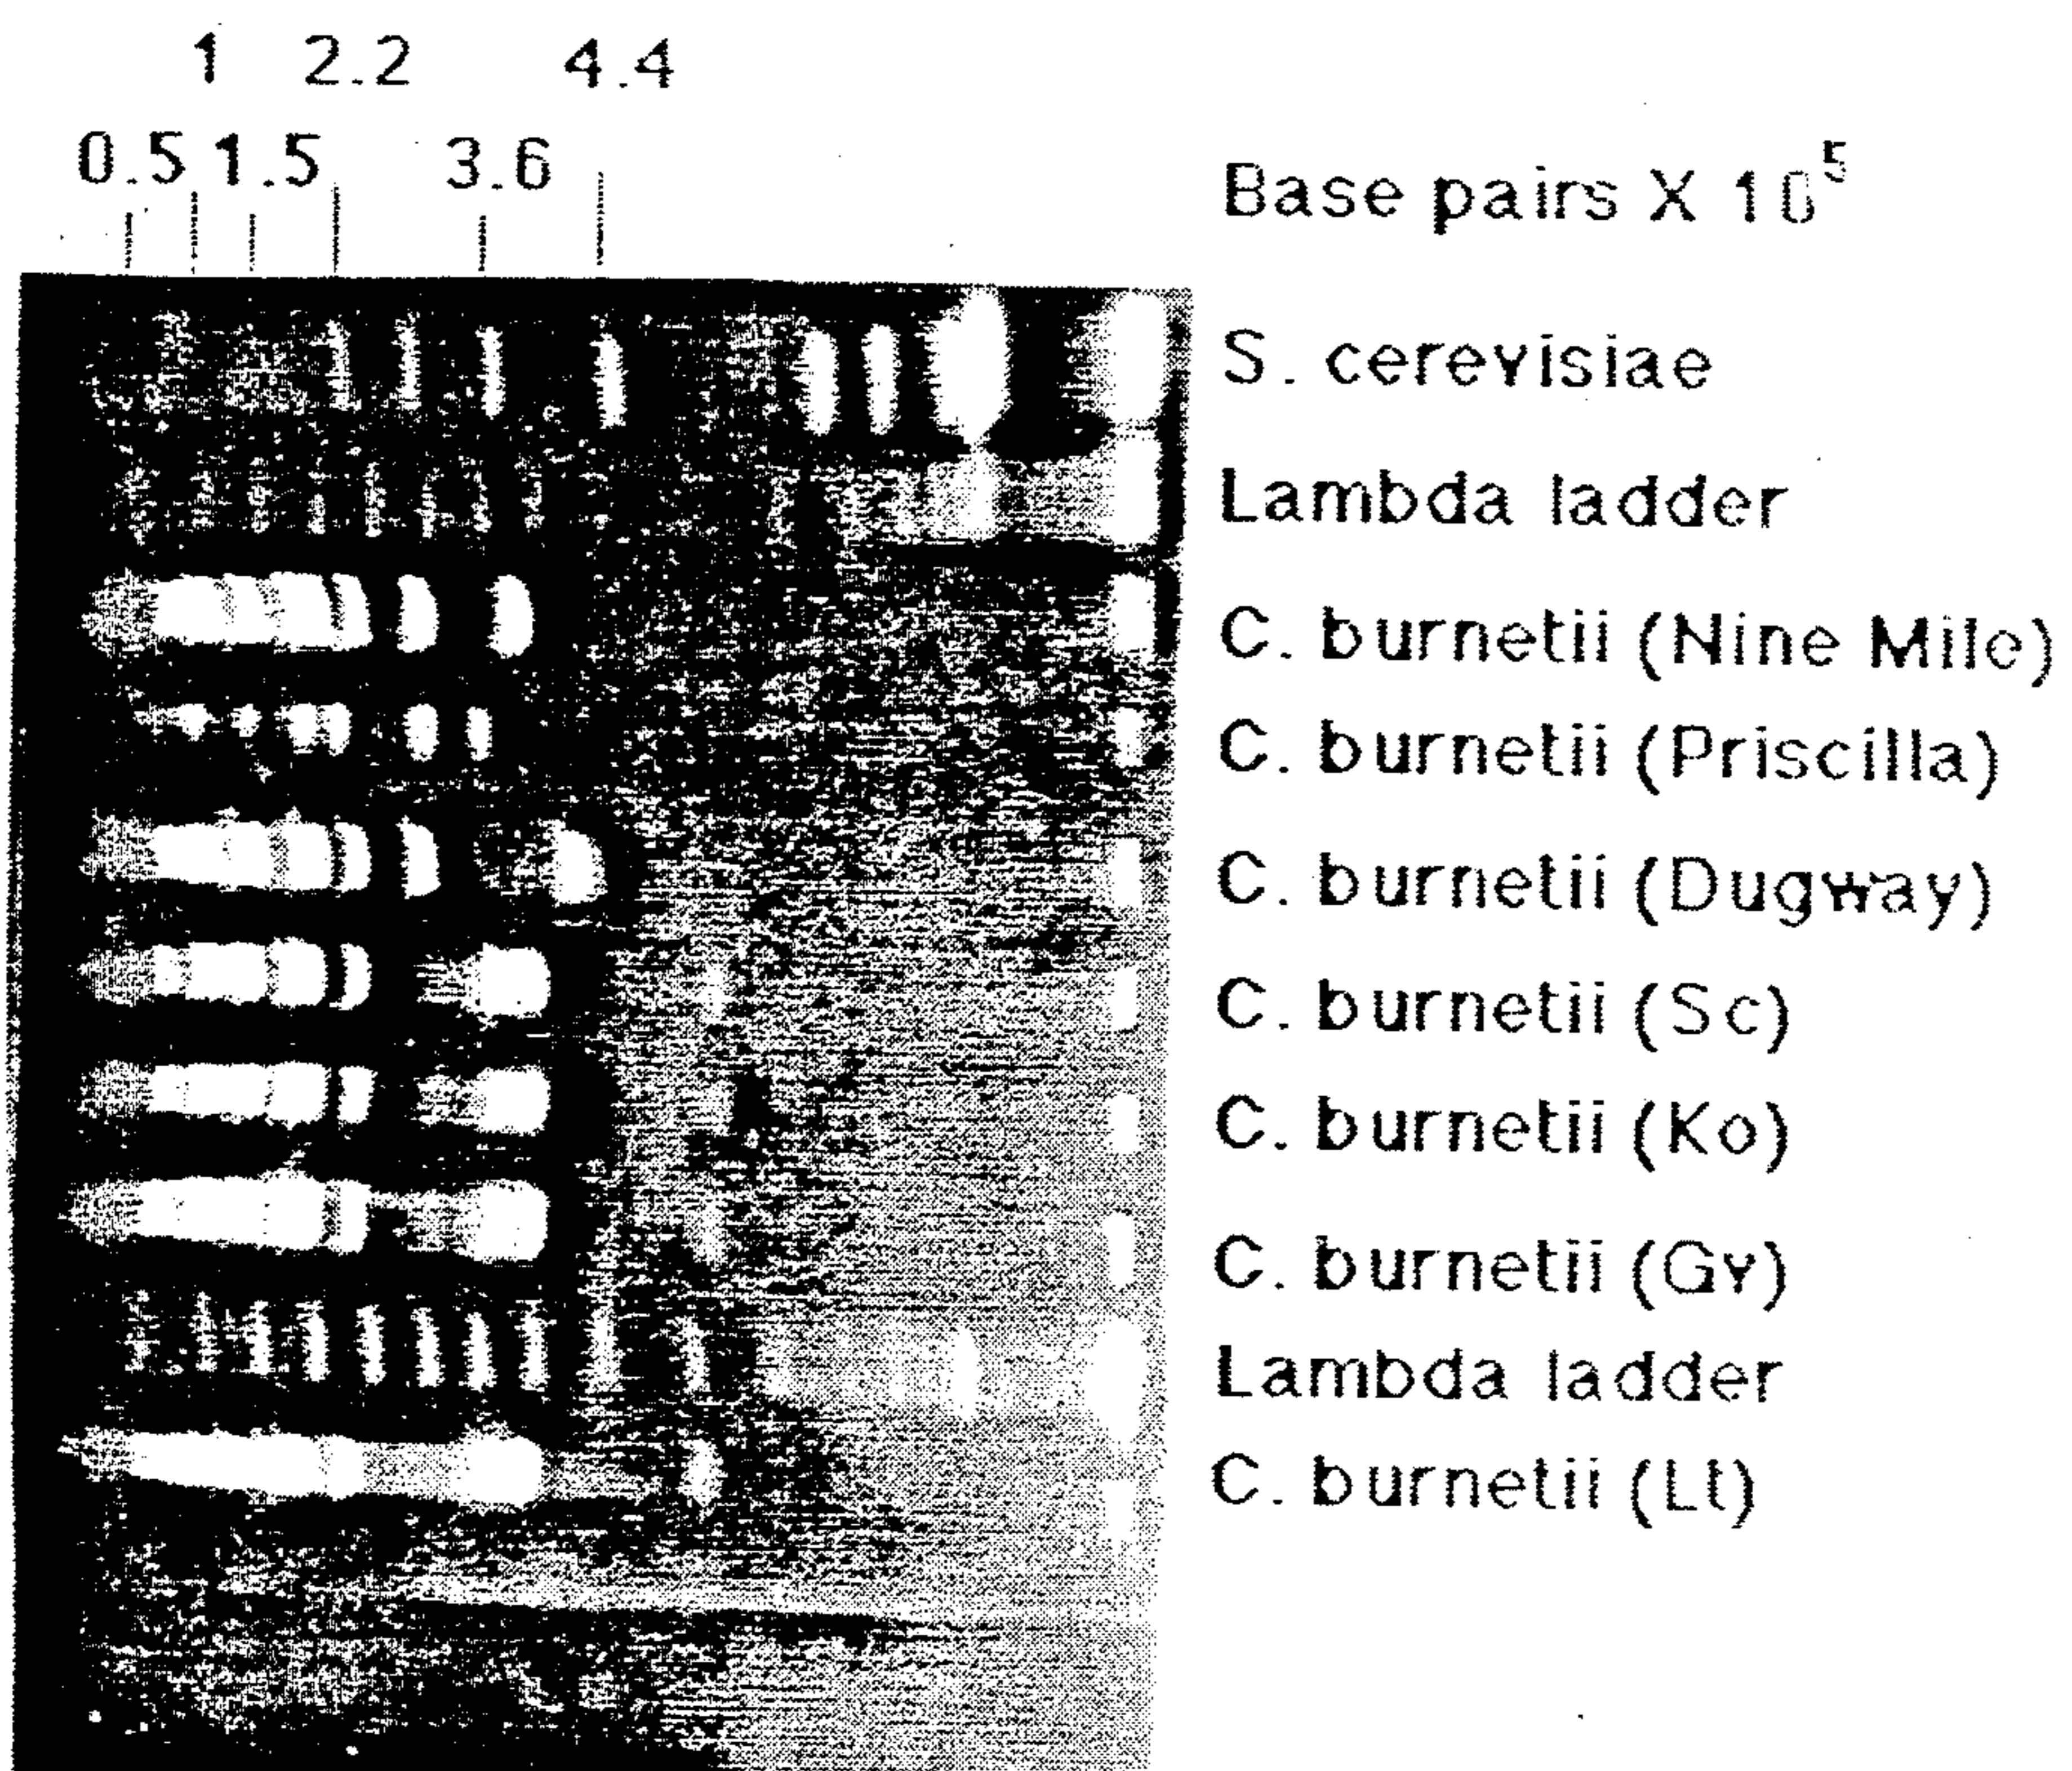 1 2.2 4.4
0.5 1.5 3.6
Base pairs X 10⁵
S. cerevisiae
Lambda ladder
C. burnetii (Nine Mile)
C. burnetii (Priscilla)
C. burnetii (Dugway)
C. burnetii (Sc)
C. burnetii (Ko)
C. burnetii (Gv)
Lambda ladder
C. burnetii (Lt)